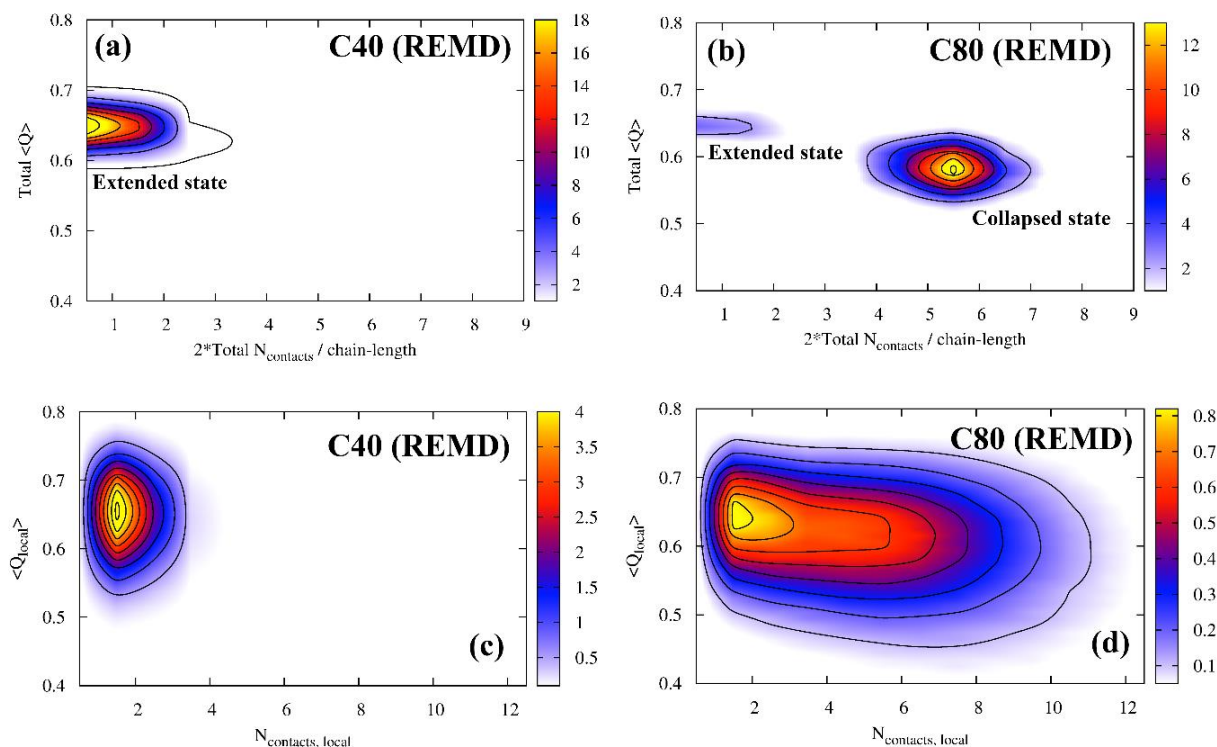 (a)
C40 (REMD)
Extended state
Total <Q>
0.8
0.7
0.6
0.5
0.4
1 2 3 4 5 6 7 8 9
2*Total Ncontacts / chain-length
18
16
14
12
10
8
6
4
2
(b)
C80 (REMD)
Extended state
Collapsed state
Total <Q>
0.8
0.7
0.6
0.5
0.4
1 2 3 4 5 6 7 8 9
2*Total Ncontacts / chain-length
12
10
8
6
4
2
C40 (REMD)
(c)
<Qlocal>
0.8
0.7
0.6
0.5
0.4
2 4 6 8 10 12
Ncontacts, local
4
3.5
3
2.5
2
1.5
1
0.5
C80 (REMD)
(d)
<Qlocal>
0.8
0.7
0.6
0.5
0.4
2 4 6 8 10 12
Ncontacts, local
0.8
0.7
0.6
0.5
0.4
0.3
0.2
0.1